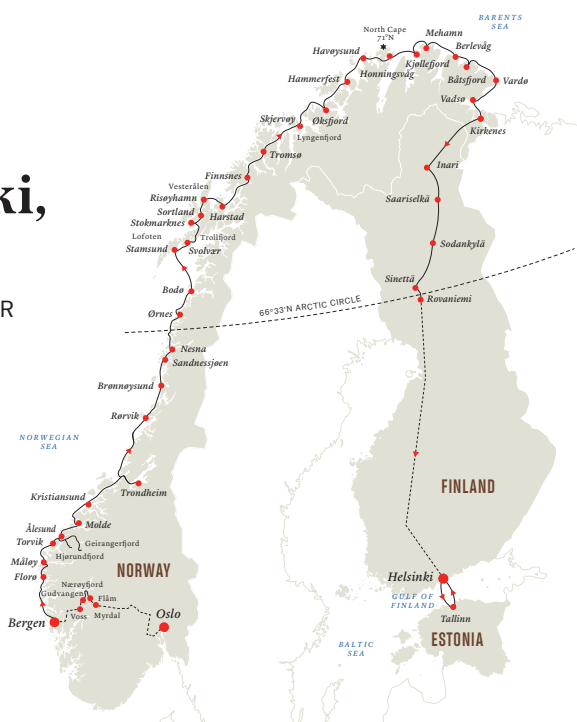 BARENTS
SEA
North Cape
71°N
Mehamn
Berlevåg
Havøysund
Kjøllefjord
Honningsvåg
Hammerfest
Båtsfjord
Vardø
Vadsø
Skjervøy
Øksfjord
Kirkenes
Lyngenfjord
Tromsø
Inari
Finnsnes
Vesterålen
Risøyhamn
Saariselkä
ki,
Sortland
Harstad
Stokmarknes
Lofoten
Trollfjord
Stamsund
Svolvær
Sodankylä
Sinettä
Bodø
Rovaniemi
66°33'N ARCTIC CIRCLE
R
Ørnes
Nesna
Sandnessjøen
Brønnøysund
Rørvik
NORWEGIAN
SEA
FINLAND
Trondheim
Kristiansund
Molde
Ålesund
Torvik
Geirangerfjord
Hjørundfjord
Måløy
NORWAY
Florø
Helsinki
Nærøyfjord
Gudvangen
Flåm
GULF OF
FINLAND
Voss
Myrdal
Oslo
Bergen
Tallinn
ESTONIA
BALTIC
SEA